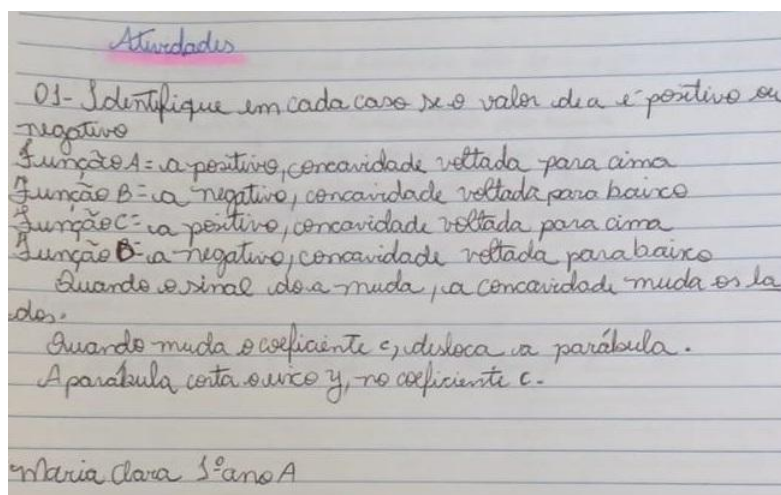 Atividades
01- Identifique em cada caso se o valor de a é positivo ou
negativo
Função A = a positivo, concavidade voltada para cima
Função B = a negativo, concavidade voltada para baixo
Função C = a positivo, concavidade voltada para cima
Função D = a negativo, concavidade voltada para baixo
Quando o sinal do a muda, a concavidade muda os la
dos.
Quando muda o coeficiente c, desloca a parábula.
A parábula corta o eixo y, no coeficiente c.
Maria Clara 1º ano A